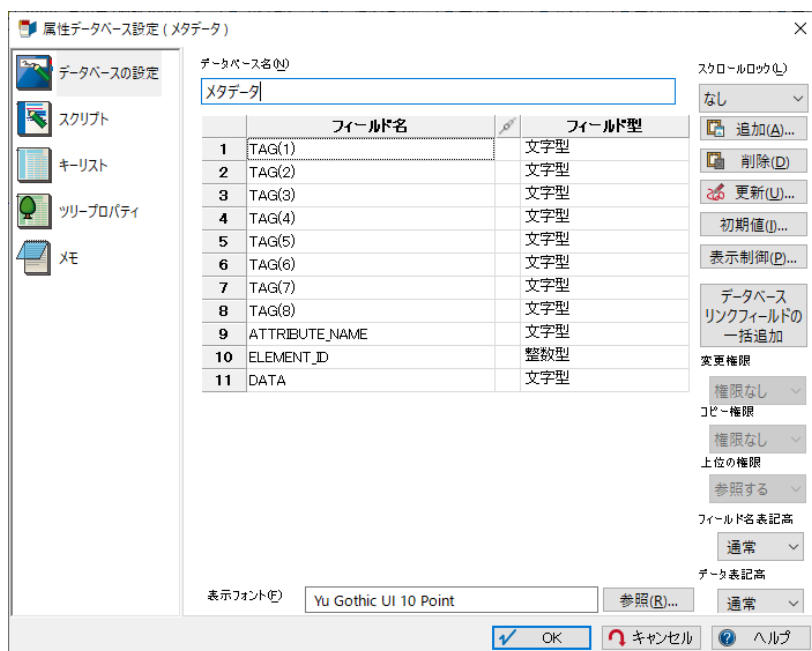 属性データベース設定 ( メタデータ )
データベースの設定
スクリプト
キーリスト
ツリープロパティ
メモ
データベース名(N)
メタデータ
フィールド名 フィールド型
1 TAG(1) 文字型
2 TAG(2) 文字型
3 TAG(3) 文字型
4 TAG(4) 文字型
5 TAG(5) 文字型
6 TAG(6) 文字型
7 TAG(7) 文字型
8 TAG(8) 文字型
9 ATTRIBUTE_NAME 文字型
10 ELEMENT_ID 整数型
11 DATA 文字型
表示フォント(F) Yu Gothic UI 10 Point 参照(R)...
スクロールロック(L)
なし
追加(A)...
削除(D)
更新(U)...
初期値(I)...
表示制御(P)...
データベース
リンクフィールドの
一括追加
変更権限
権限なし
コピー権限
権限なし
上位の権限
参照する
フィールド名表記高
通常
データ表記高
通常
OK キャンセル ヘルプ